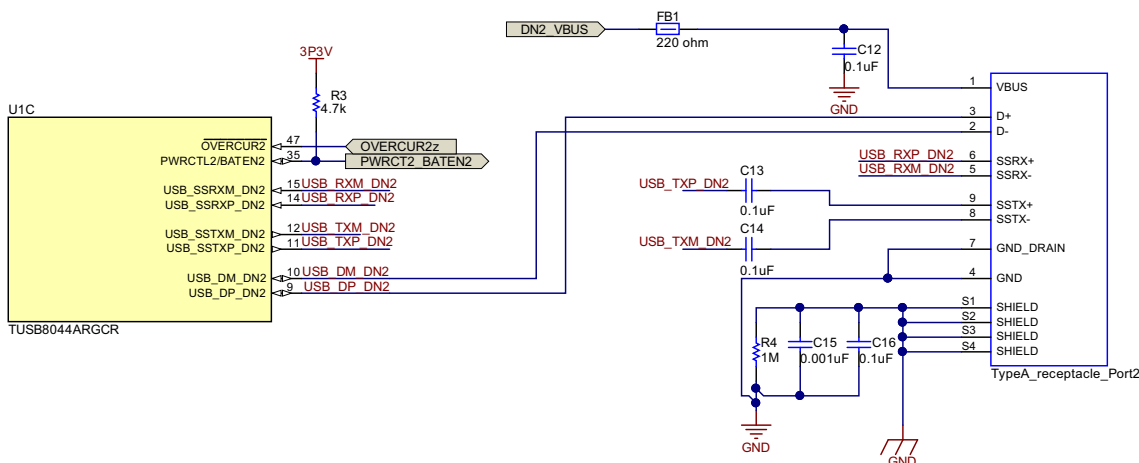 FB1
DN2_VBUS
220 ohm
C12
0.1uF
GND
3P3V
R3
4.7k
U1C
OVERCUR2
47
OVERCUR2z
PWRCTL2/BATEN2
35
PWRCT2_BATEN2
USB_SSRXM_DN2
15
USB_RXM_DN2
USB_SSRXP_DN2
14
USB_RXP_DN2
USB_SSTXM_DN2
12
USB_TXM_DN2
USB_SSTXP_DN2
11
USB_TXP_DN2
USB_DM_DN2
10
USB_DM_DN2
USB_DP_DN2
9
USB_DP_DN2
TUSB8044ARGCR
USB_TXP_DN2
C13
0.1uF
USB_TXM_DN2
C14
0.1uF
1
VBUS
3
D+
2
D-
USB_RXP_DN2
6
SSRX+
USB_RXM_DN2
5
SSRX-
9
SSTX+
8
SSTX-
7
GND_DRAIN
4
GND
S1
SHIELD
S2
SHIELD
S3
SHIELD
S4
SHIELD
TypeA_receptacle_Port2
R4
1M
C15
0.001uF
C16
0.1uF
GND
GND